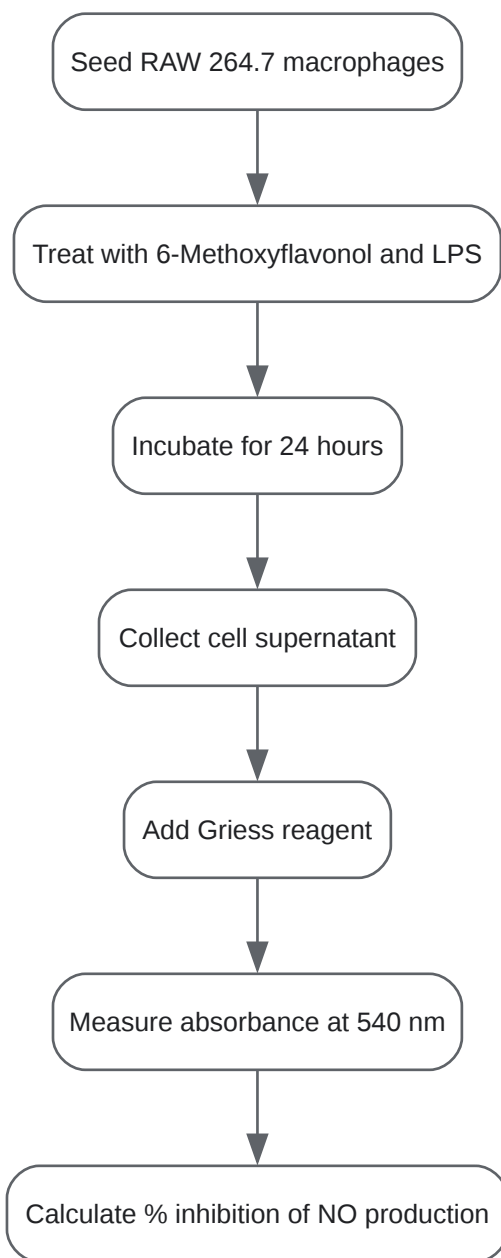 Seed RAW 264.7 macrophages
Treat with 6-Methoxyflavonol and LPS
Incubate for 24 hours
Collect cell supernatant
Add Griess reagent
Measure absorbance at 540 nm
Calculate % inhibition of NO production